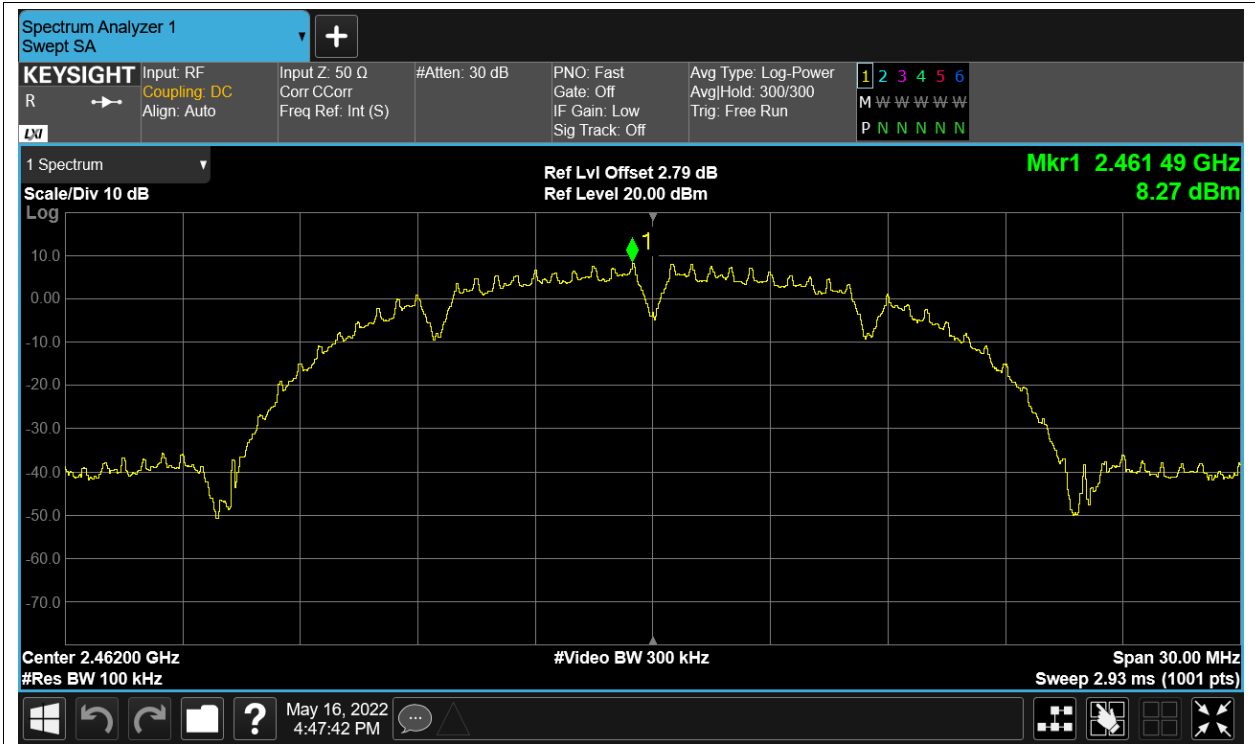 Spectrum Analyzer 1
Swept SA
+
KEYSIGHT
R
LXI
Input: RF
Coupling: DC
Align: Auto
Input Z: 50 Ω
Corr CCorr
Freq Ref: Int (S)
#Atten: 30 dB
PNO: Fast
Gate: Off
IF Gain: Low
Sig Track: Off
Avg Type: Log-Power
Avg|Hold: 300/300
Trig: Free Run
1 2 3 4 5 6
M W W W W W
P N N N N N
1 Spectrum
Scale/Div 10 dB
Log
Ref Lvl Offset 2.79 dB
Ref Level 20.00 dBm
Mkr1 2.461 49 GHz
8.27 dBm
1
10.0
0.00
-10.0
-20.0
-30.0
-40.0
-50.0
-60.0
-70.0
Center 2.46200 GHz
#Res BW 100 kHz
#Video BW 300 kHz
Span 30.00 MHz
Sweep 2.93 ms (1001 pts)
?
May 16, 2022
4:47:42 PM